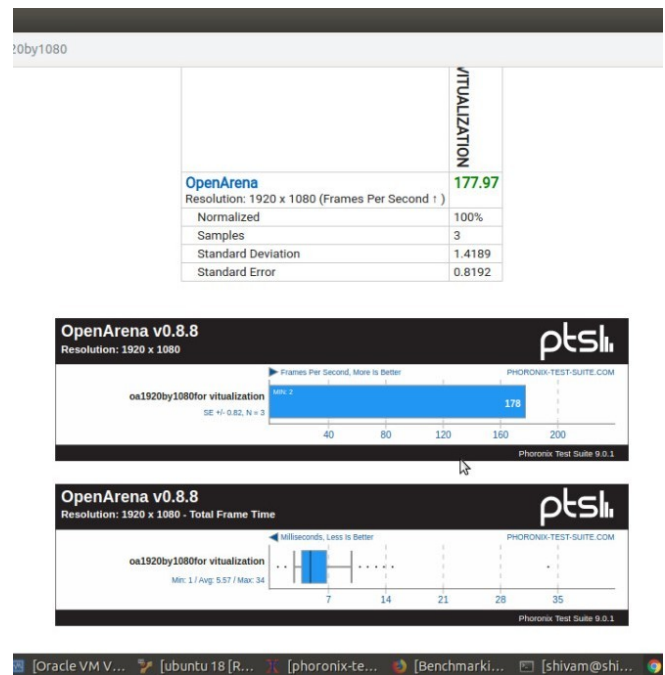 20by1080
VITUALIZATION
OpenArena 177.97
Resolution: 1920 x 1080 (Frames Per Second ↑ )
Normalized 100%
Samples 3
Standard Deviation 1.4189
Standard Error 0.8192
OpenArena v0.8.8
Resolution: 1920 x 1080
ptsh
Frames Per Second, More Is Better PHORONIX-TEST-SUITE.COM
oa1920by1080for vitualization
SE +/- 0.82, N = 3
MIN: 2
178
40 80 120 160 200
Phoronix Test Suite 9.0.1
OpenArena v0.8.8
Resolution: 1920 x 1080 - Total Frame Time
ptsh
Milliseconds, Less Is Better PHORONIX-TEST-SUITE.COM
oa1920by1080for vitualization
Min: 1 / Avg: 5.57 / Max: 34
7 14 21 28 35
Phoronix Test Suite 9.0.1
[Oracle VM V... [ubuntu 18 [R... [phoronix-te... [Benchmarki... [shivam@shi...